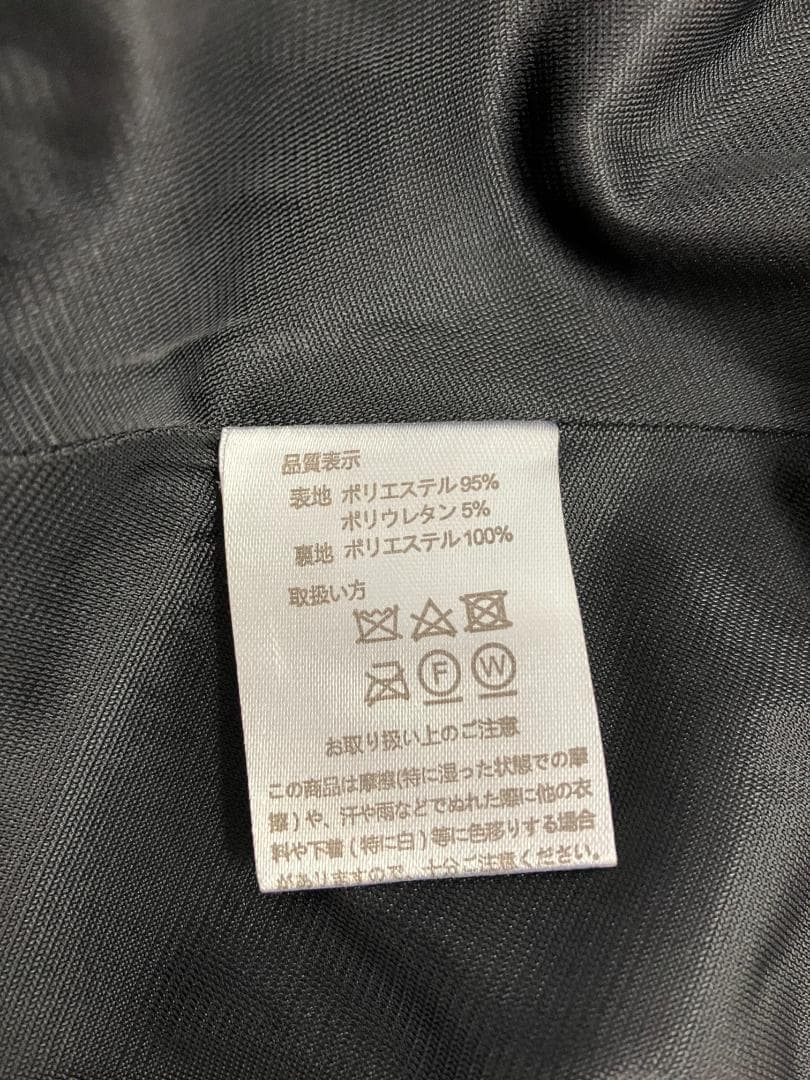 品質表示
表地 ポリエステル95%
ポリウレタン5%
裏地 ポリエステル100%
取扱い方
F W
お取り扱い上のご注意
この商品は摩擦(特に湿った状態での摩
擦)や、汗や雨などでぬれた際に他の衣
料や下着(特に白)等に色移りする場合
がありますので、十分ご注意ください。